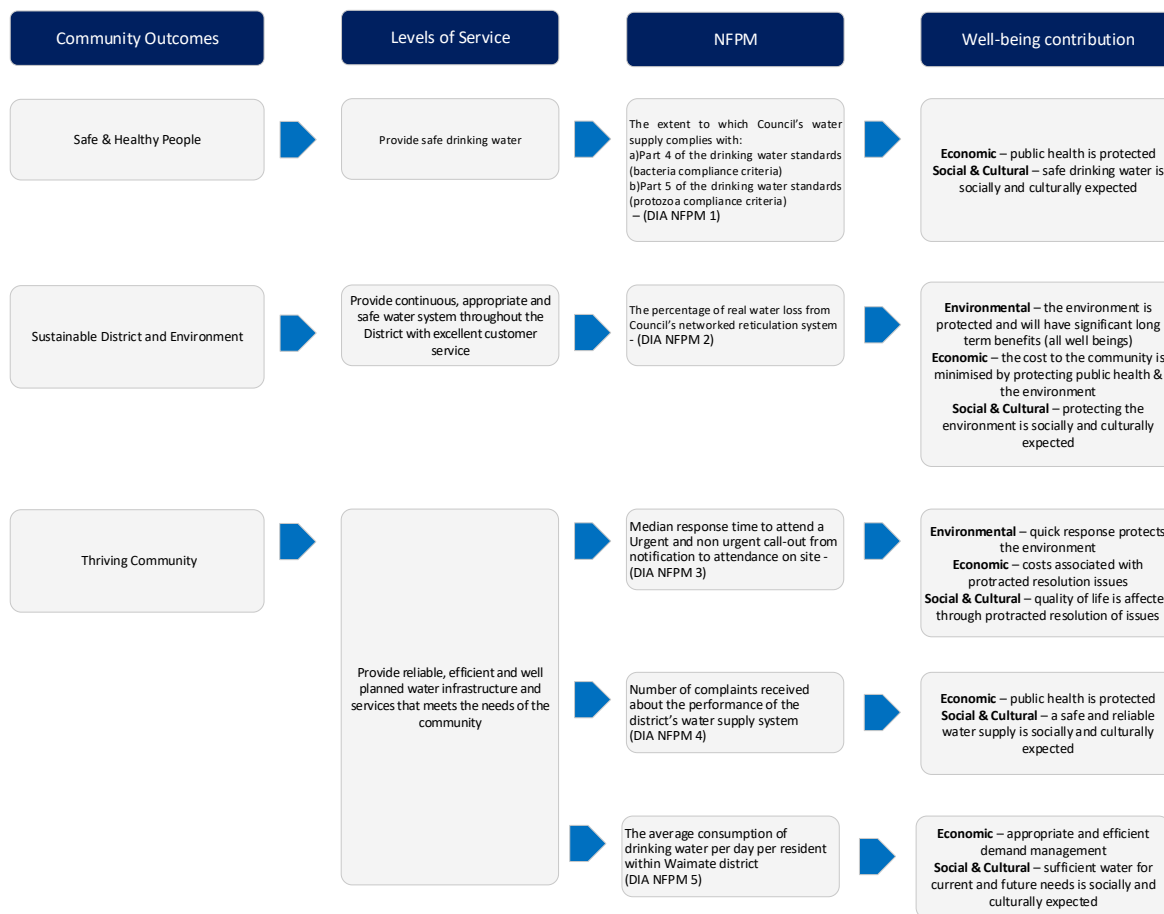 Community Outcomes
Levels of Service
NFPM
Well-being contribution
Safe & Healthy People
Provide safe drinking water
The extent to which Council's water
supply complies with:
a)Part 4 of the drinking water standards
(bacteria compliance criteria)
b)Part 5 of the drinking water standards
(protozoa compliance criteria)
– (DIA NFPM 1)
Economic – public health is protected
Social & Cultural – safe drinking water is
socially and culturally expected
Sustainable District and Environment
Provide continuous, appropriate and
safe water system throughout the
District with excellent customer
service
The percentage of real water loss from
Council's networked reticulation system
- (DIA NFPM 2)
Environmental – the environment is
protected and will have significant long
term benefits (all well beings)
Economic – the cost to the community is
minimised by protecting public health &
the environment
Social & Cultural – protecting the
environment is socially and culturally
expected
Thriving Community
Provide reliable, efficient and well
planned water infrastructure and
services that meets the needs of the
community
Median response time to attend a
Urgent and non urgent call-out from
notification to attendance on site -
(DIA NFPM 3)
Environmental – quick response protects
the environment
Economic – costs associated with
protracted resolution issues
Social & Cultural – quality of life is affecte
through protracted resolution of issues
Number of complaints received
about the performance of the
district's water supply system
(DIA NFPM 4)
Economic – public health is protected
Social & Cultural – a safe and reliable
water supply is socially and culturally
expected
The average consumption of
drinking water per day per resident
within Waimate district
(DIA NFPM 5)
Economic – appropriate and efficient
demand management
Social & Cultural – sufficient water for
current and future needs is socially and
culturally expected